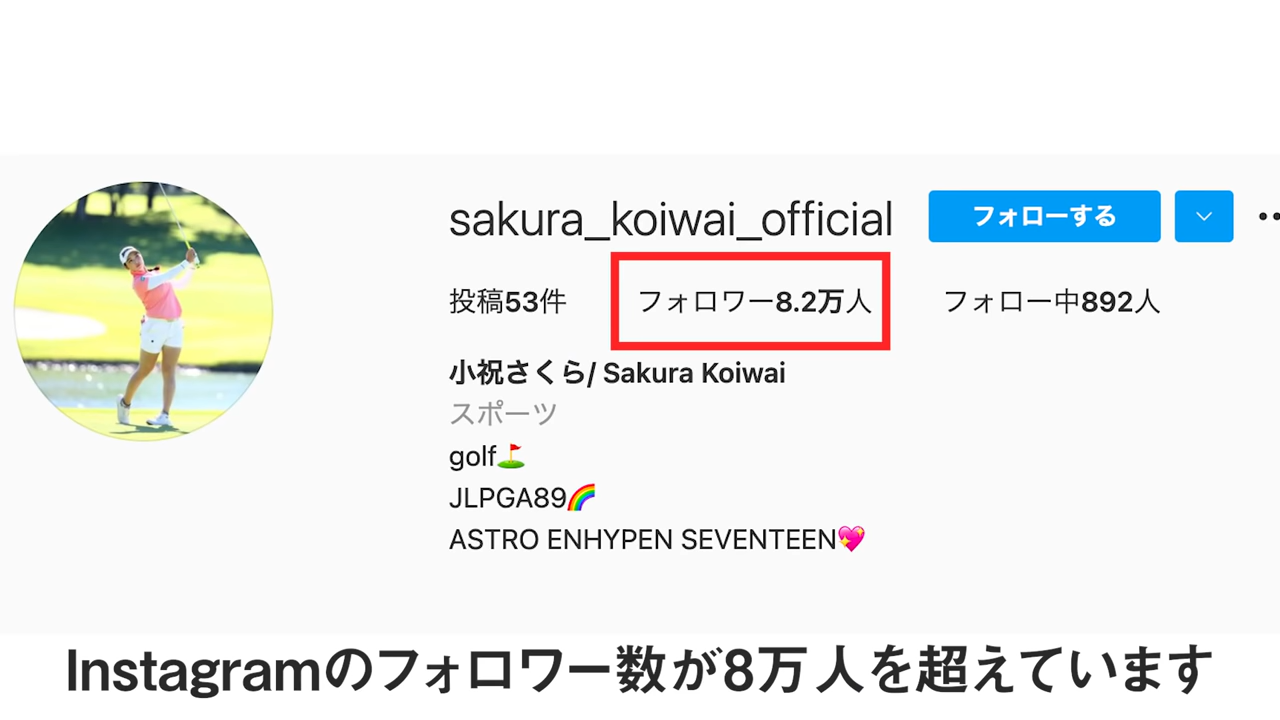 sakura_koiwai_official フォローする
投稿53件 フォロワー8.2万人 フォロー中892人
小祝さくら/ Sakura Koiwai
スポーツ
golf⛳
JLPGA89🌈
ASTRO ENHYPEN SEVENTEEN💖
Instagramのフォロワー数が8万人を超えています